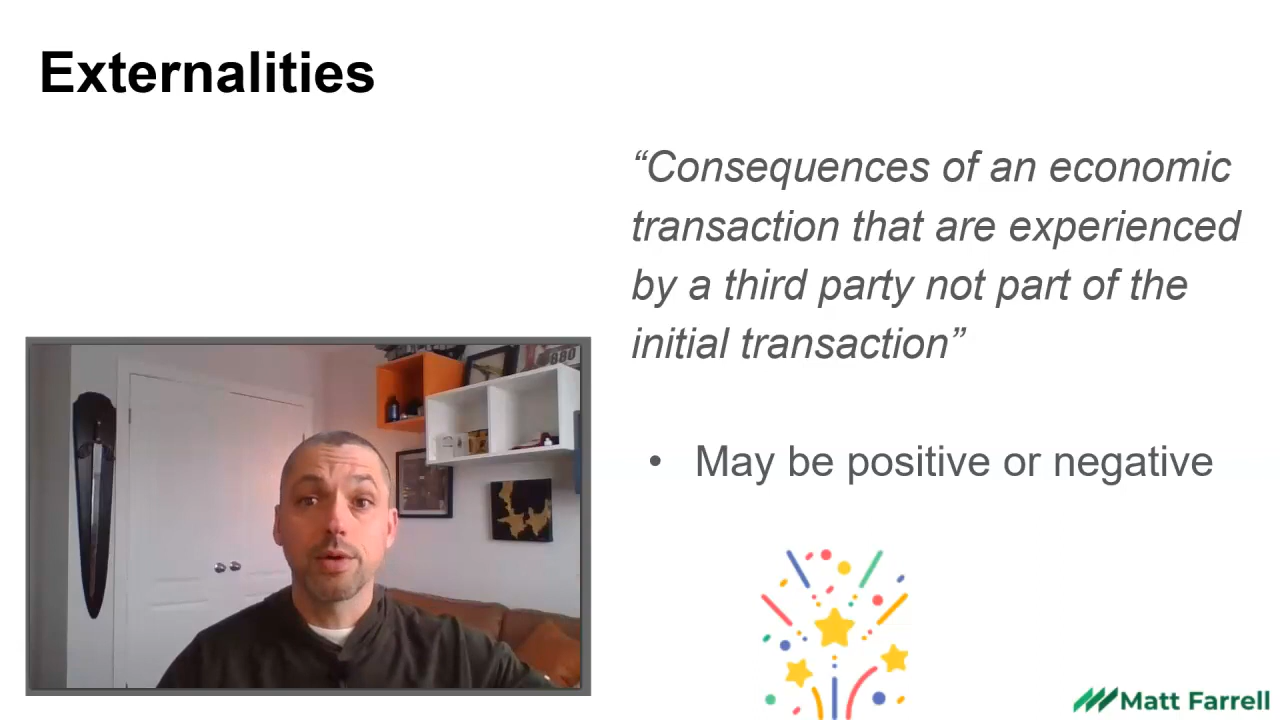 Externalities
“Consequences of an economic
transaction that are experienced
by a third party not part of the
initial transaction”
• May be positive or negative
880
Matt Farrell